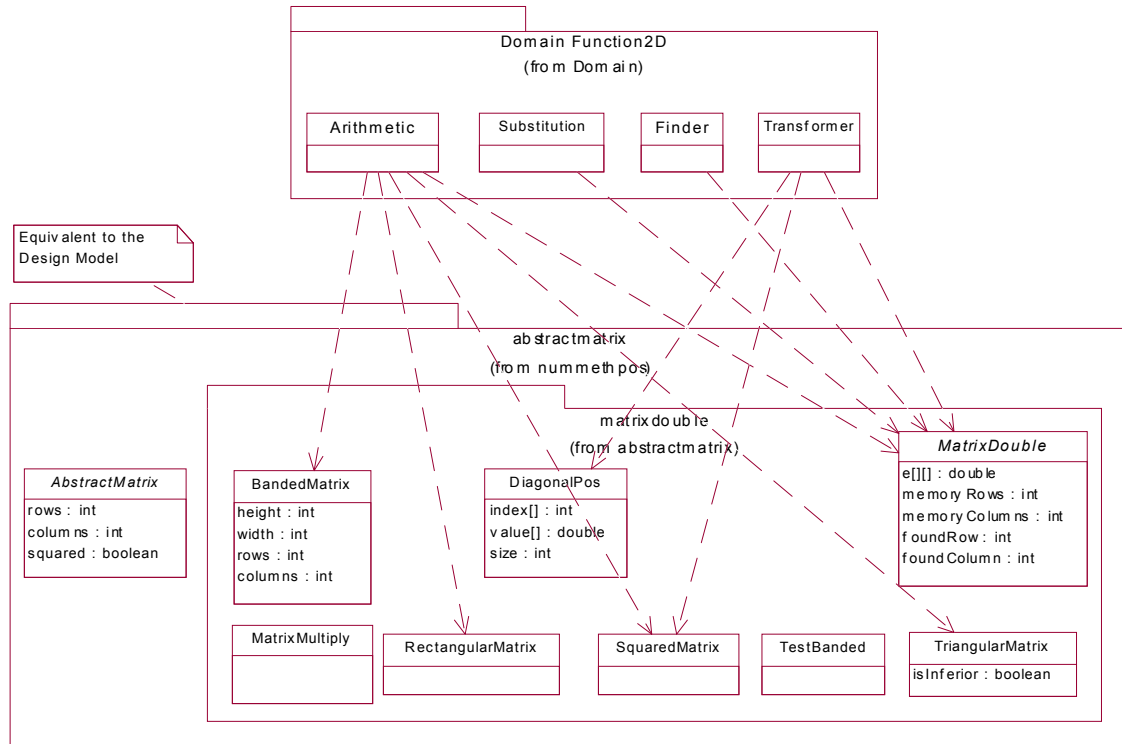 Domain Function2D
(from Domain)
Arithmetic
Substitution
Finder
Transformer
Equivalent to the
Design Model
abstractmatrix
(from nummethpos)
matrixdouble
(from abstractmatrix)
AbstractMatrix
rows : int
columns : int
squared : boolean
BandedMatrix
height : int
width : int
rows : int
columns : int
DiagonalPos
index[] : int
value[] : double
size : int
MatrixDouble
e[][] : double
memoryRows : int
memoryColumns : int
foundRow : int
foundColumn : int
MatrixMultiply
RectangularMatrix
SquaredMatrix
TestBanded
TriangularMatrix
isInferior : boolean